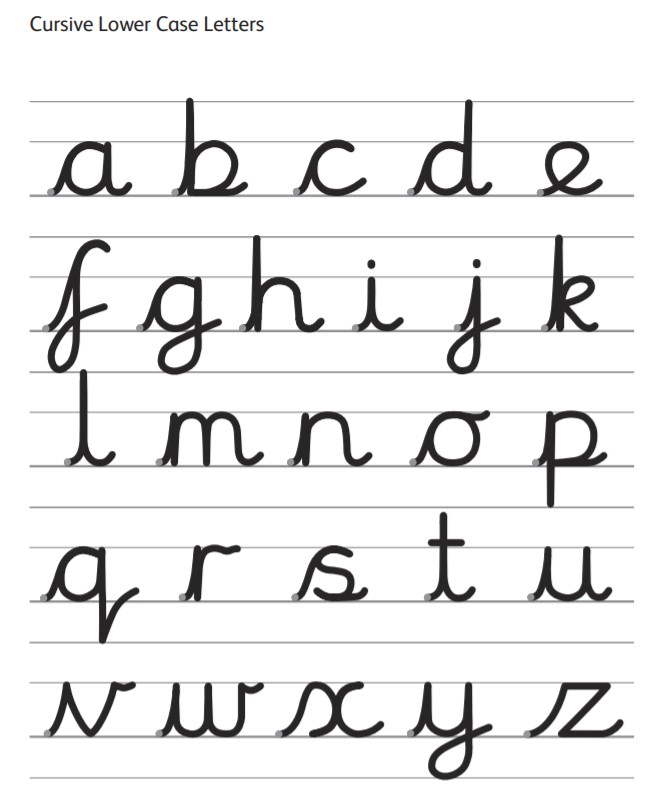 Cursive Lower Case Letters
a b c d e
f g h i j k
l m n o p
q r s t u
v w x y z